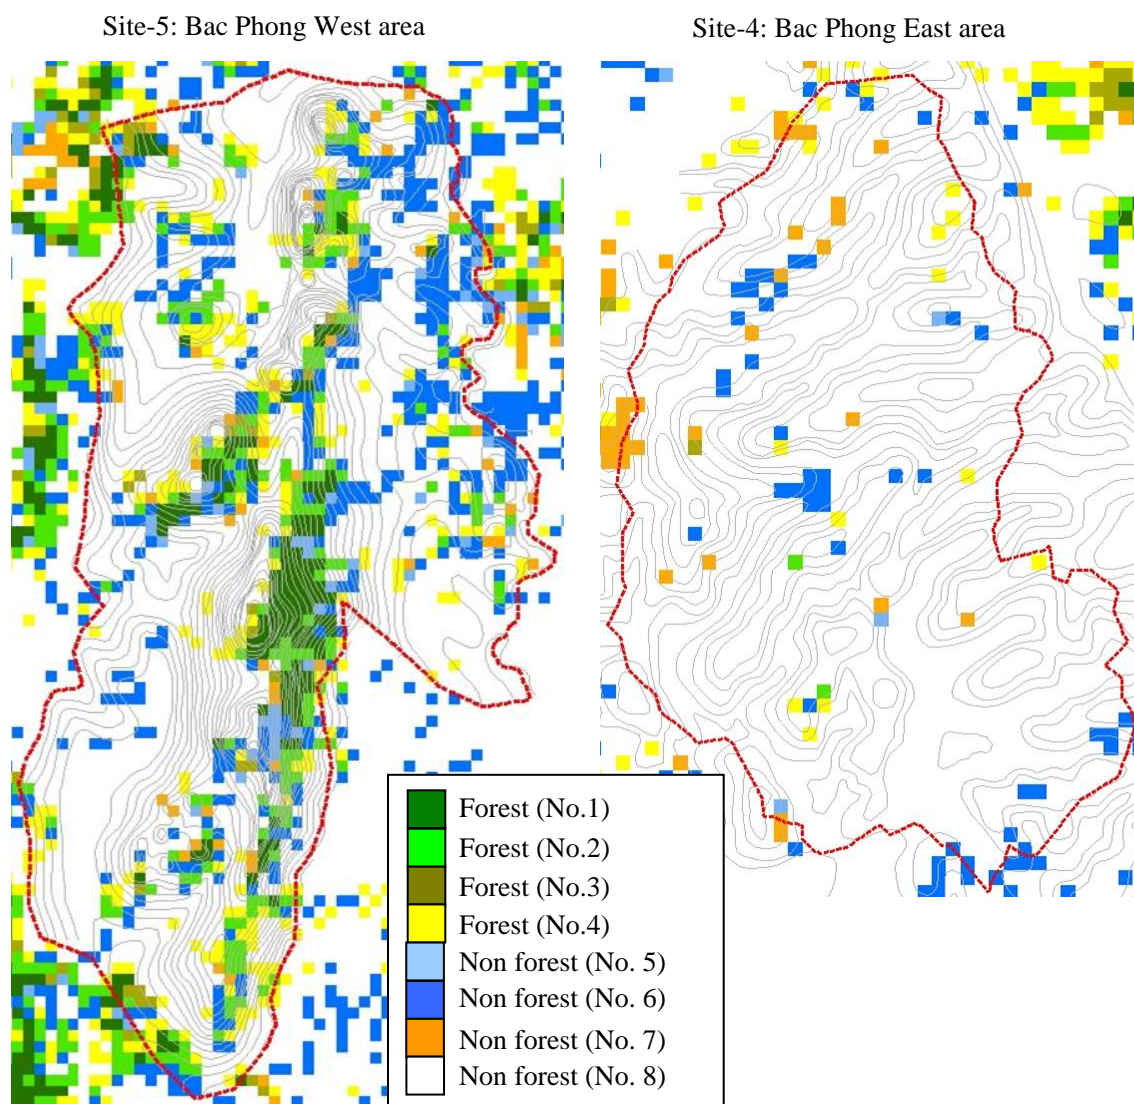 Site-5: Bac Phong West area
Site-4: Bac Phong East area
Forest (No.1)
Forest (No.2)
Forest (No.3)
Forest (No.4)
Non forest (No. 5)
Non forest (No. 6)
Non forest (No. 7)
Non forest (No. 8)